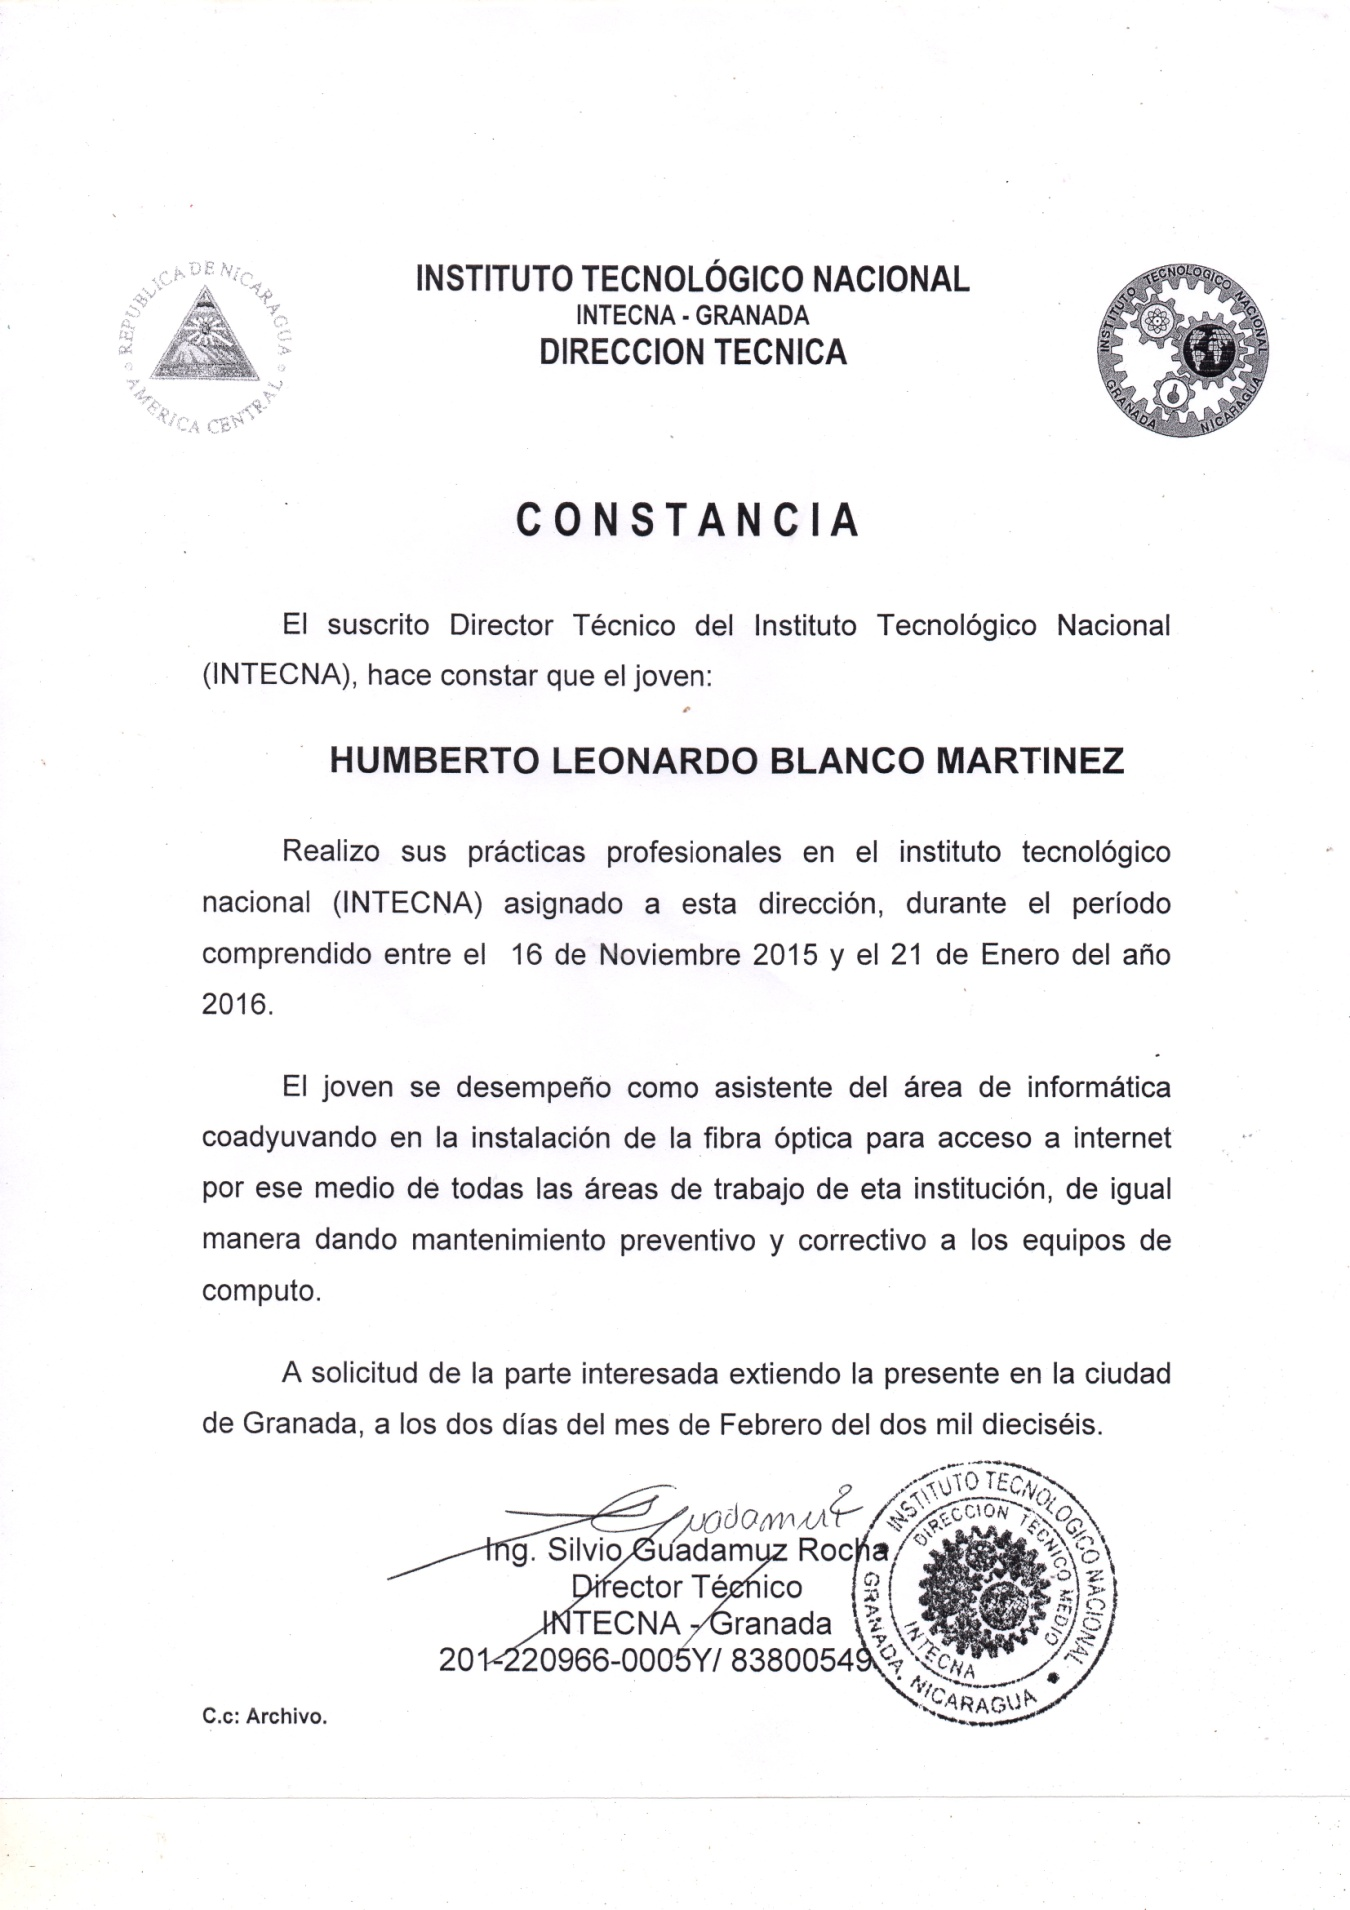 REPUBLICA DE NICARAGUA
AMERICA CENTRAL
INSTITUTO TECNOLÓGICO NACIONAL
INTECNA - GRANADA
DIRECCION TECNICA
INSTITUTO TECNOLOGICO NACIONAL
GRANADA NICARAGUA
CONSTANCIA
El suscrito Director Técnico del Instituto Tecnológico Nacional
(INTECNA), hace constar que el joven:
HUMBERTO LEONARDO BLANCO MARTINEZ
Realizo sus prácticas profesionales en el instituto tecnológico
nacional (INTECNA) asignado a esta dirección, durante el período
comprendido entre el 16 de Noviembre 2015 y el 21 de Enero del año
2016.
El joven se desempeño como asistente del área de informática
coadyuvando en la instalación de la fibra óptica para acceso a internet
por ese medio de todas las áreas de trabajo de eta institución, de igual
manera dando mantenimiento preventivo y correctivo a los equipos de
computo.
A solicitud de la parte interesada extiendo la presente en la ciudad
de Granada, a los dos días del mes de Febrero del dos mil dieciséis.
Guadamuz
Ing. Silvio Guadamuz Rocha
Director Técnico
INTECNA - Granada
201-220966-0005Y/ 83800549
INSTITUTO TECNOLOGICO NACIONAL
GRANADA, NICARAGUA
DIRECCION TECNICO MEDIO
INTECNA
C.c: Archivo.